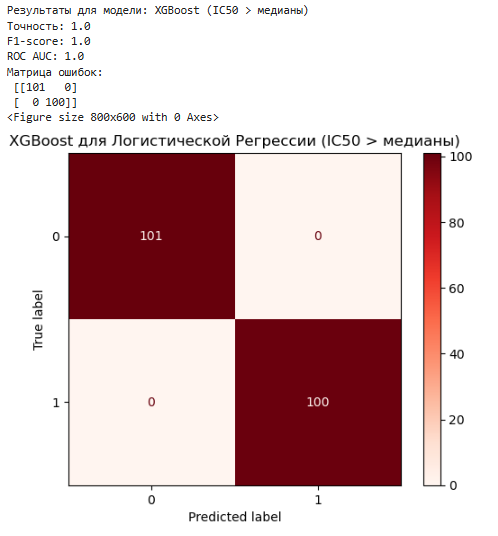 Результаты для модели: XGBoost (IC50 > медианы)
Точность: 1.0
F1-score: 1.0
ROC AUC: 1.0
Матрица ошибок:
[[101   0]
[  0 100]]
<Figure size 800x600 with 0 Axes>
XGBoost для Логистической Регрессии (IC50 > медианы)
100
80
60
40
20
0
True label
0
1
101
0
0
100
0
1
Predicted label